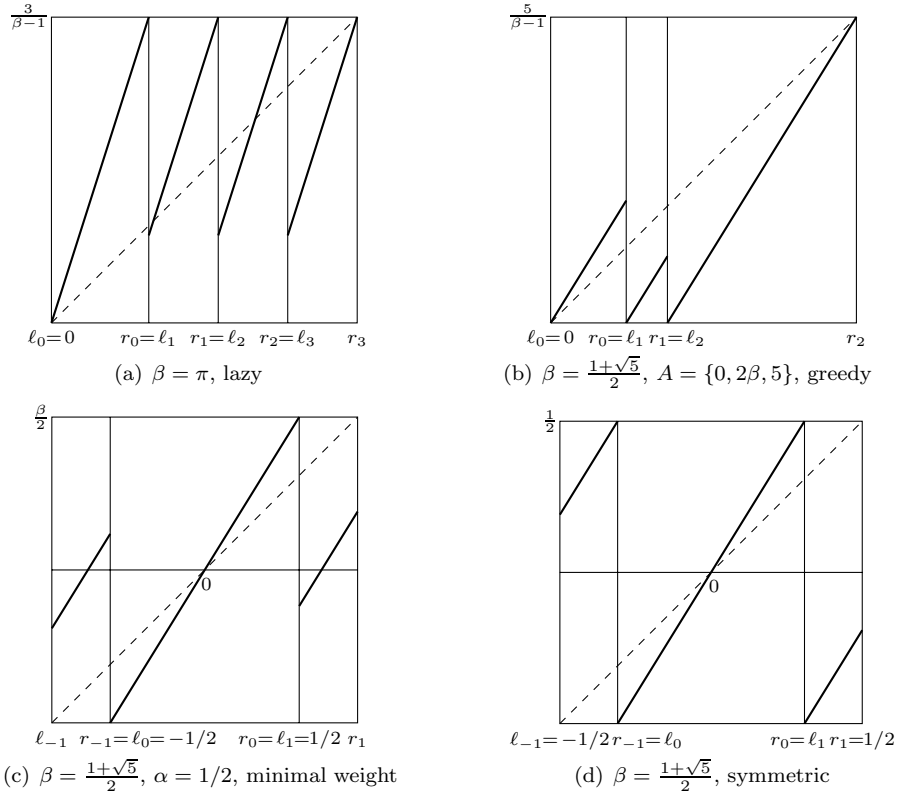 3/(β−1)
ℓ₀=0 r₀=ℓ₁ r₁=ℓ₂ r₂=ℓ₃ r₃
(a) β = π, lazy
5/(β−1)
ℓ₀=0 r₀=ℓ₁ r₁=ℓ₂ r₂
(b) β = (1+√5)/2, A = {0, 2β, 5}, greedy
β/2
0
ℓ₋₁ r₋₁=ℓ₀=−1/2 r₀=ℓ₁=1/2 r₁
(c) β = (1+√5)/2, α = 1/2, minimal weight
1/2
0
ℓ₋₁=−1/2 r₋₁=ℓ₀ r₀=ℓ₁ r₁=1/2
(d) β = (1+√5)/2, symmetric